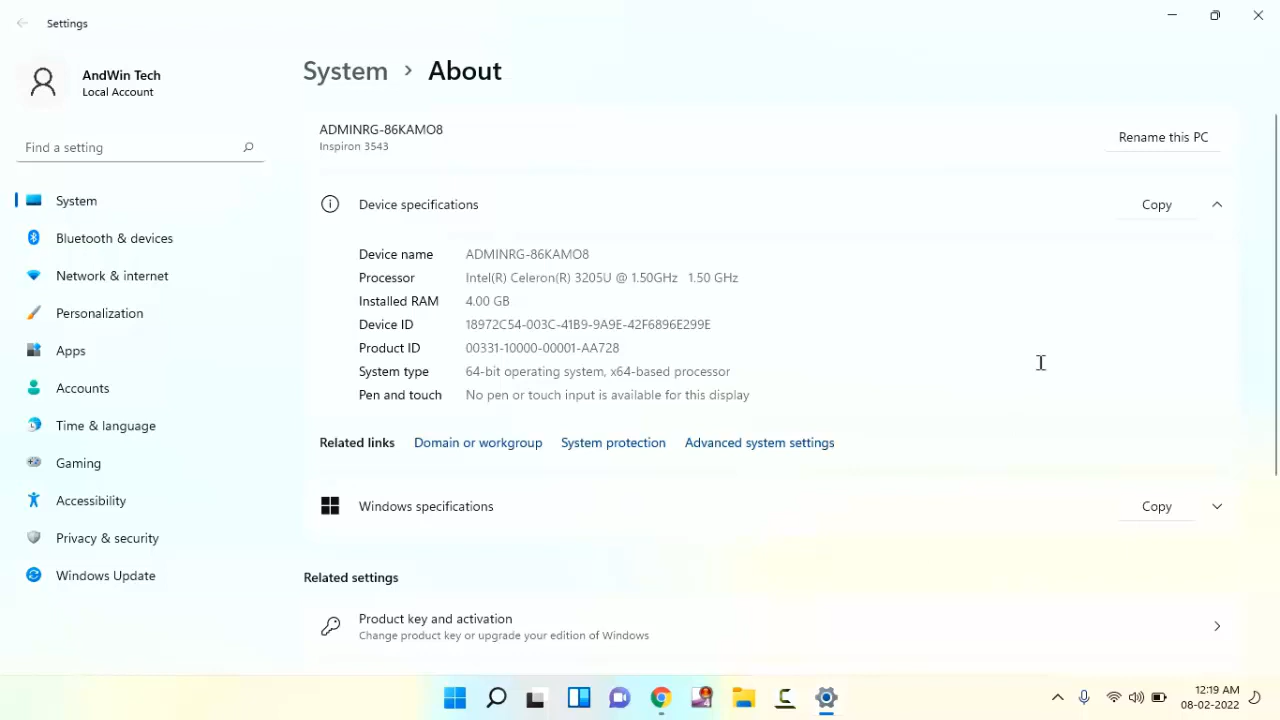 Settings
AndWin Tech
Local Account
Find a setting
System
Bluetooth & devices
Network & internet
Personalization
Apps
Accounts
Time & language
Gaming
Accessibility
Privacy & security
Windows Update
System > About
ADMINRG-86KAMO8
Inspiron 3543
Rename this PC
Device specifications Copy
Device name ADMINRG-86KAMO8
Processor Intel(R) Celeron(R) 3205U @ 1.50GHz 1.50 GHz
Installed RAM 4.00 GB
Device ID 18972C54-003C-41B9-9A9E-42F6896E299E
Product ID 00331-10000-00001-AA728
System type 64-bit operating system, x64-based processor
Pen and touch No pen or touch input is available for this display
Related links Domain or workgroup System protection Advanced system settings
Windows specifications Copy
Related settings
Product key and activation
Change product key or upgrade your edition of Windows
12:19 AM
08-02-2022